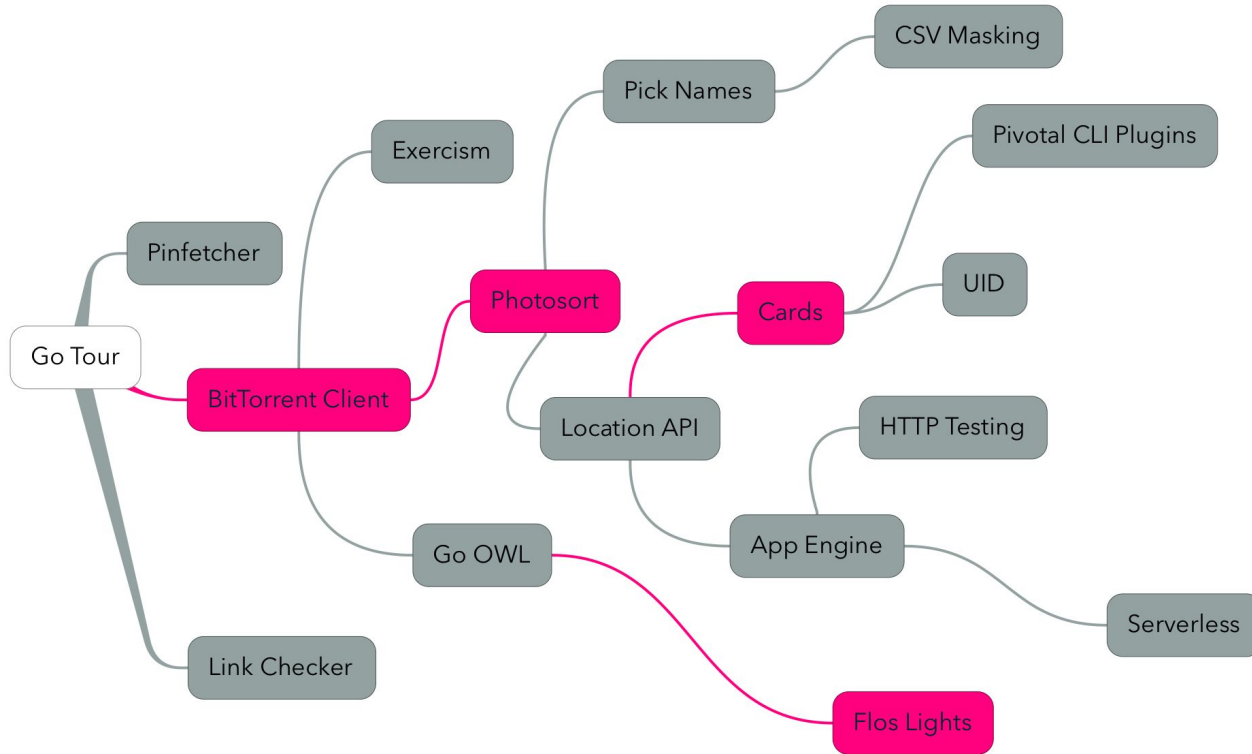 CSV Masking
Pick Names
Pivotal CLI Plugins
Exercism
Pinfetcher
UID
Photosort
Cards
Go Tour
BitTorrent Client
Location API
HTTP Testing
App Engine
Go OWL
Serverless
Link Checker
Flos Lights